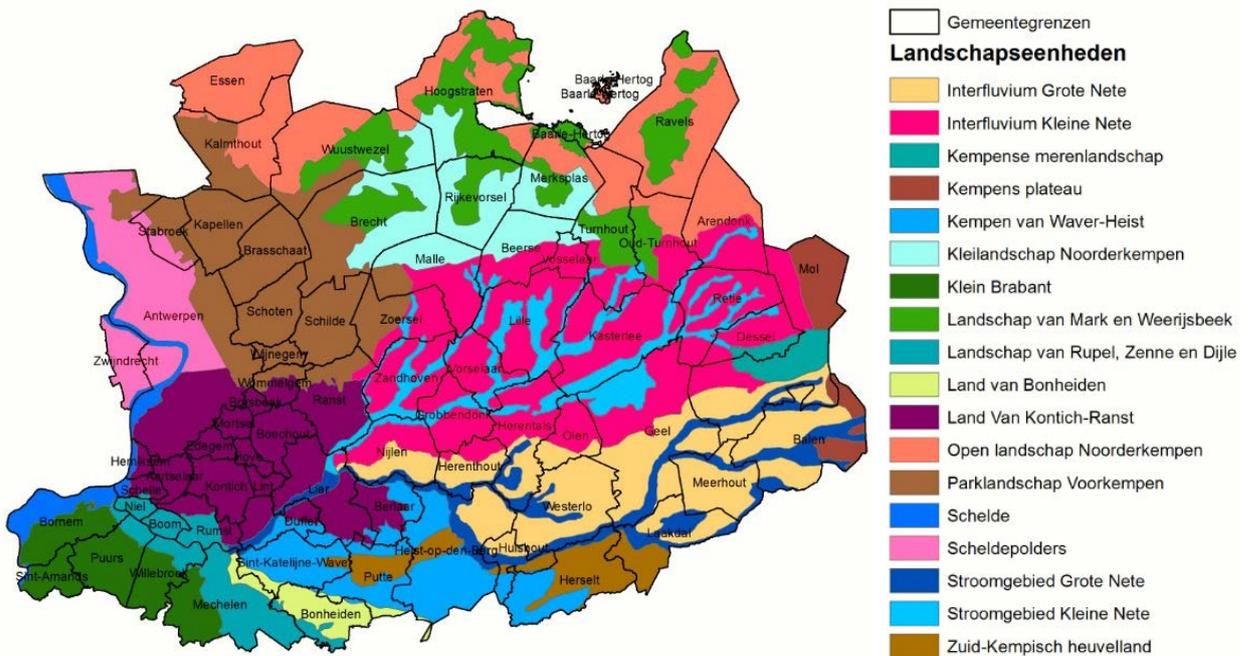 Essen
Hoogstraten
Baarle-Hertog
Baarle-Hertog
Ravels
Kalmthout
Wuustwezel
Baarle-Hertog
Merksplas
Rijkevorsel
Brecht
Kapellen
Stabroek
Turnhout
Arendonk
Oud-Turnhout
Brasschaat
Beerse
Vosselaar
Malle
Mol
Retie
Antwerpen
Schoten
Schilde
Zoersel
Lille
Kasterlee
Dessel
Wijnegem
Zwijndrecht
Vorselaar
Zandhoven
Wommelgem
Borsbeek
Ranst
Grobbendonk
Mortsel
Herentals
Boechout
Olen
Geel
Edegem
Balen
Hove
Nijlen
Hemiksem
Herenthout
Aartselaar
Kontich
Lint
Meerhout
Schelle
Lier
Niel
Berlaar
Westerlo
Bornem
Boom
Duffel
Rumst
Laakdal
Heist-op-den-Berg
Hulshout
Puurs
Sint-Katelijne-Waver
Willebroek
Sint-Amands
Putte
Herselt
Mechelen
Bonheiden
Gemeentegrenzen
Landschapseenheden
Interfluvium Grote Nete
Interfluvium Kleine Nete
Kempense merenlandschap
Kempens plateau
Kempen van Waver-Heist
Kleilandschap Noorderkempen
Klein Brabant
Landschap van Mark en Weerijsbeek
Landschap van Rupel, Zenne en Dijle
Land van Bonheiden
Land Van Kontich-Ranst
Open landschap Noorderkempen
Parklandschap Voorkempen
Schelde
Scheldepolders
Stroomgebied Grote Nete
Stroomgebied Kleine Nete
Zuid-Kempisch heuvelland